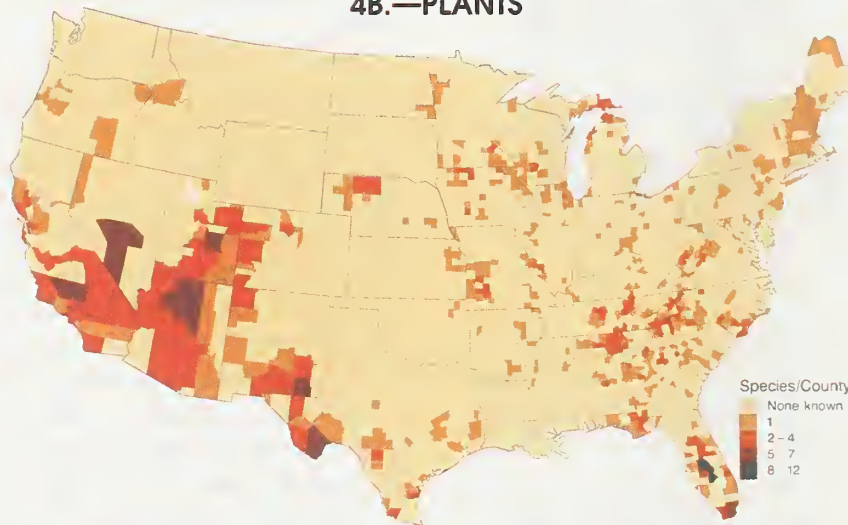 4B.—PLANTS
Species/County
None known
1
2 - 4
5 7
8 12